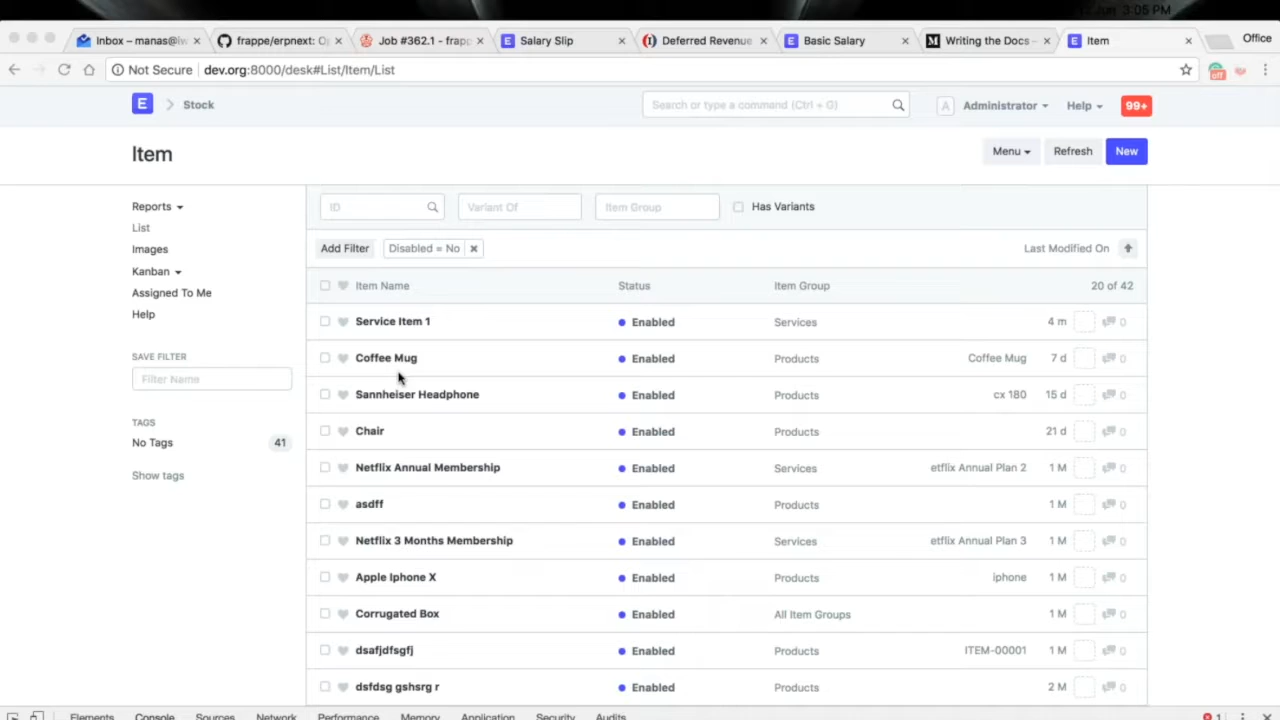 Jun 3:05 PM
Inbox – manas@iw
frappe/erpnext: Op
Job #362.1 - frapp
Salary Slip
Deferred Revenue
Basic Salary
Writing the Docs –
Item
Office
Not Secure
dev.org:8000/desk#List/Item/List
off
E
Stock
Search or type a command (Ctrl + G)
A
Administrator
Help
99+
Item
Menu
Refresh
New
Reports
List
Images
Kanban
Assigned To Me
Help
SAVE FILTER
Filter Name
TAGS
No Tags 41
Show tags
ID
Variant Of
Item Group
Has Variants
Add Filter
Disabled = No
Last Modified On
Item Name Status Item Group 20 of 42
Service Item 1 Enabled Services 4 m 0
Coffee Mug Enabled Products Coffee Mug 7 d 0
Sannheiser Headphone Enabled Products cx 180 15 d 0
Chair Enabled Products 21 d 0
Netflix Annual Membership Enabled Services etflix Annual Plan 2 1 M 0
asdff Enabled Products 1 M 0
Netflix 3 Months Membership Enabled Services etflix Annual Plan 3 1 M 0
Apple Iphone X Enabled Products iphone 1 M 0
Corrugated Box Enabled All Item Groups 1 M 0
dsafjdfsgfj Enabled Products ITEM-00001 1 M 0
dsfdsg gshsrg r Enabled Products 2 M 0
Elements Console Sources Network Performance Memory Application Security Audits 1